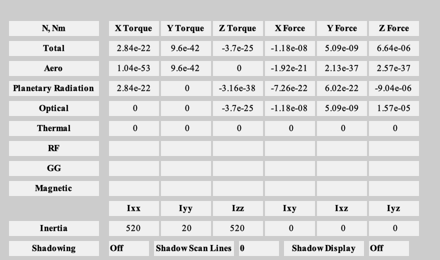 N, Nm X Torque Y Torque Z Torque X Force Y Force Z Force
Total 2.84e-22 9.6e-42 -3.7e-25 -1.18e-08 5.09e-09 6.64e-06
Aero 1.04e-53 9.6e-42 0 -1.92e-21 2.13e-37 2.57e-37
Planetary Radiation 2.84e-22 0 -3.16e-38 -7.26e-22 6.02e-22 -9.04e-06
Optical 0 0 -3.7e-25 -1.18e-08 5.09e-09 1.57e-05
Thermal 0 0 0 0 0 0
RF
GG
Magnetic
Ixx Iyy Izz Ixy Ixz Iyz
Inertia 520 20 520 0 0 0
Shadowing Off Shadow Scan Lines 0 Shadow Display Off